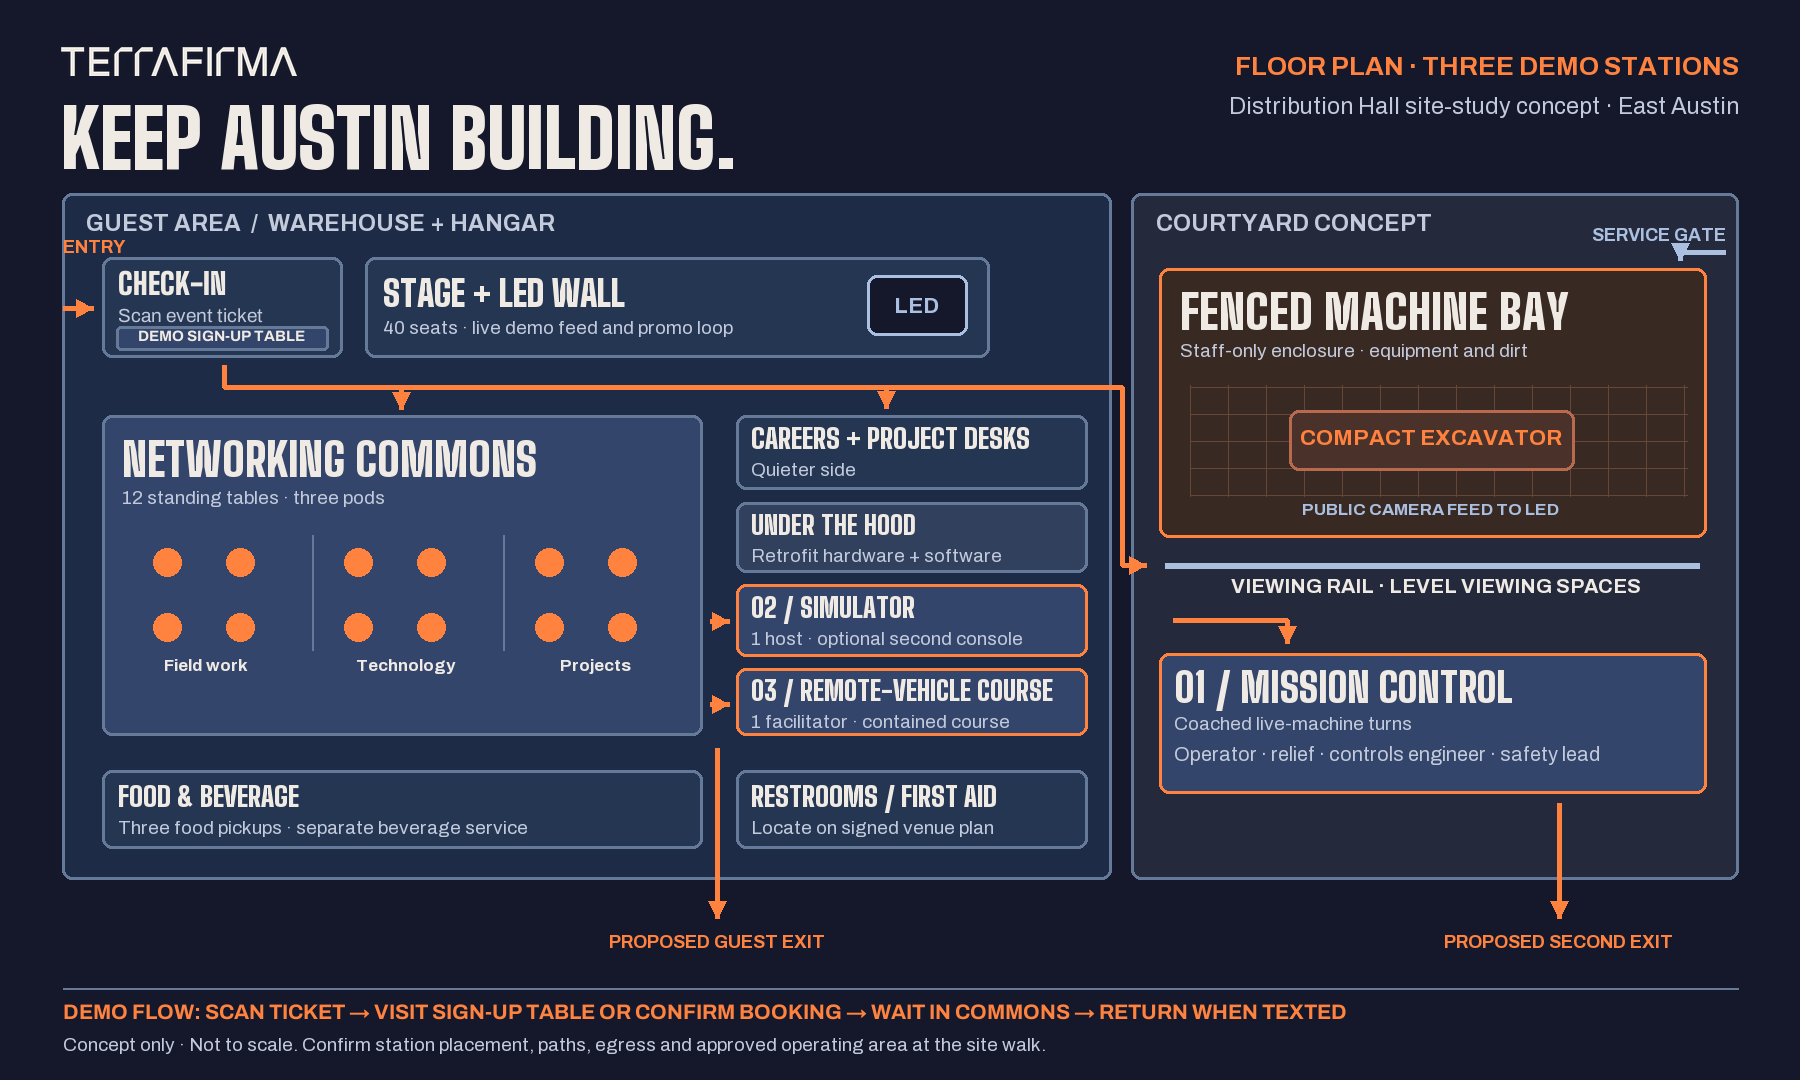 TERRAFIRMA
KEEP AUSTIN BUILDING.
FLOOR PLAN · THREE DEMO STATIONS
Distribution Hall site-study concept · East Austin
GUEST AREA / WAREHOUSE + HANGAR
ENTRY
CHECK-IN
Scan event ticket
DEMO SIGN-UP TABLE
STAGE + LED WALL
40 seats · live demo feed and promo loop
LED
NETWORKING COMMONS
12 standing tables · three pods
Field work
Technology
Projects
CAREERS + PROJECT DESKS
Quieter side
UNDER THE HOOD
Retrofit hardware + software
02 / SIMULATOR
1 host · optional second console
03 / REMOTE-VEHICLE COURSE
1 facilitator · contained course
FOOD & BEVERAGE
Three food pickups · separate beverage service
RESTROOMS / FIRST AID
Locate on signed venue plan
COURTYARD CONCEPT
SERVICE GATE
FENCED MACHINE BAY
Staff-only enclosure · equipment and dirt
COMPACT EXCAVATOR
PUBLIC CAMERA FEED TO LED
VIEWING RAIL · LEVEL VIEWING SPACES
01 / MISSION CONTROL
Coached live-machine turns
Operator · relief · controls engineer · safety lead
PROPOSED GUEST EXIT
PROPOSED SECOND EXIT
DEMO FLOW: SCAN TICKET → VISIT SIGN-UP TABLE OR CONFIRM BOOKING → WAIT IN COMMONS → RETURN WHEN TEXTED
Concept only · Not to scale. Confirm station placement, paths, egress and approved operating area at the site walk.